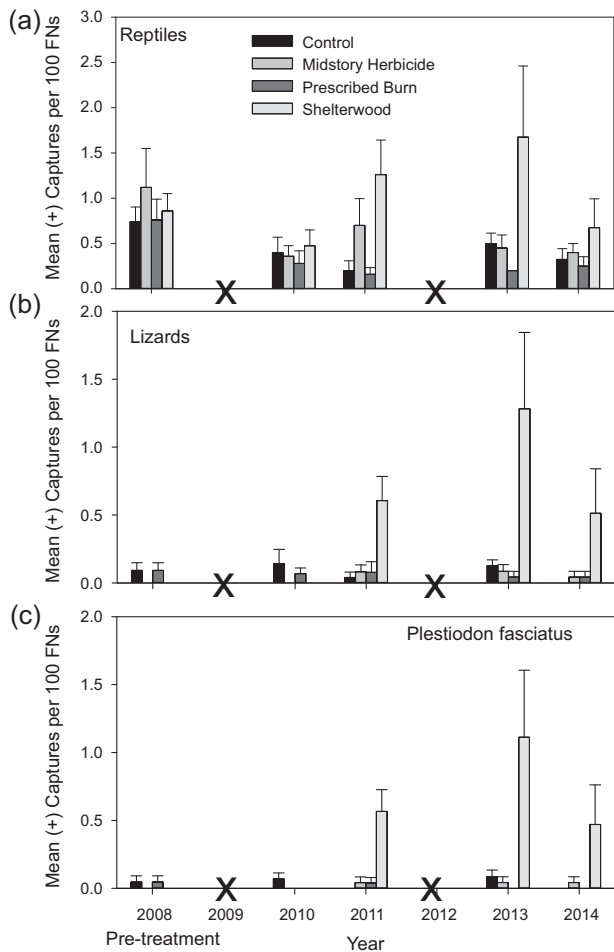 (a)
Reptiles
Control
Midstory Herbicide
Prescribed Burn
Shelterwood
Mean (+) Captures per 100 FNs
3.0
2.5
2.0
1.5
1.0
0.5
0.0
X
X
(b)
Lizards
Mean (+) Captures per 100 FNs
2.0
1.5
1.0
0.5
0.0
X
X
(c)
Plestiodon fasciatus
Mean (+) Captures per 100 FNs
2.0
1.5
1.0
0.5
0.0
X
X
2008 2009 2010 2011 2012 2013 2014
Pre-treatment Year